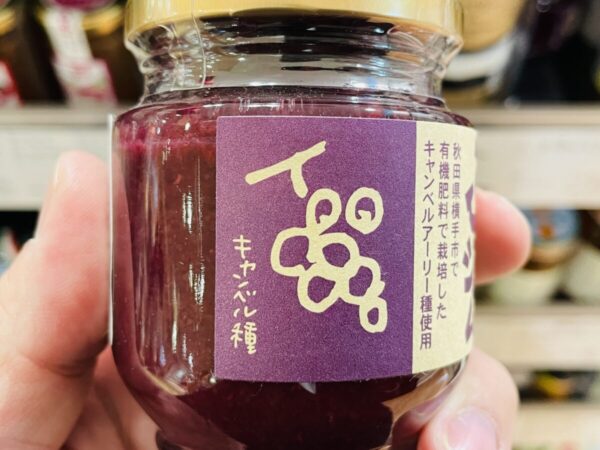 秋田県横手市で
有機肥料で栽培した
キャンベルアーリー種使用
キャンベル種